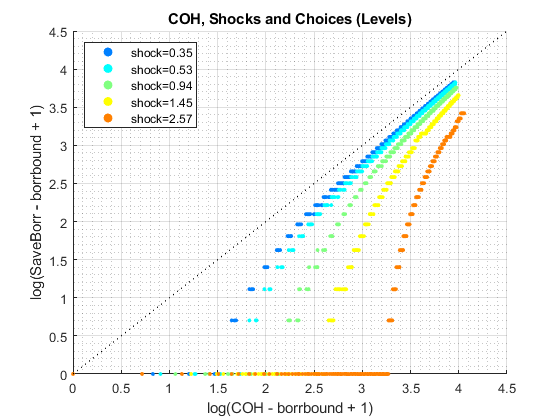 COH, Shocks and Choices (Levels)
4.5
4
3.5
3
2.5
2
1.5
1
0.5
0
log(SaveBorr - borrbound + 1)
shock=0.35
shock=0.53
shock=0.94
shock=1.45
shock=2.57
0 0.5 1 1.5 2 2.5 3 3.5 4 4.5
log(COH - borrbound + 1)